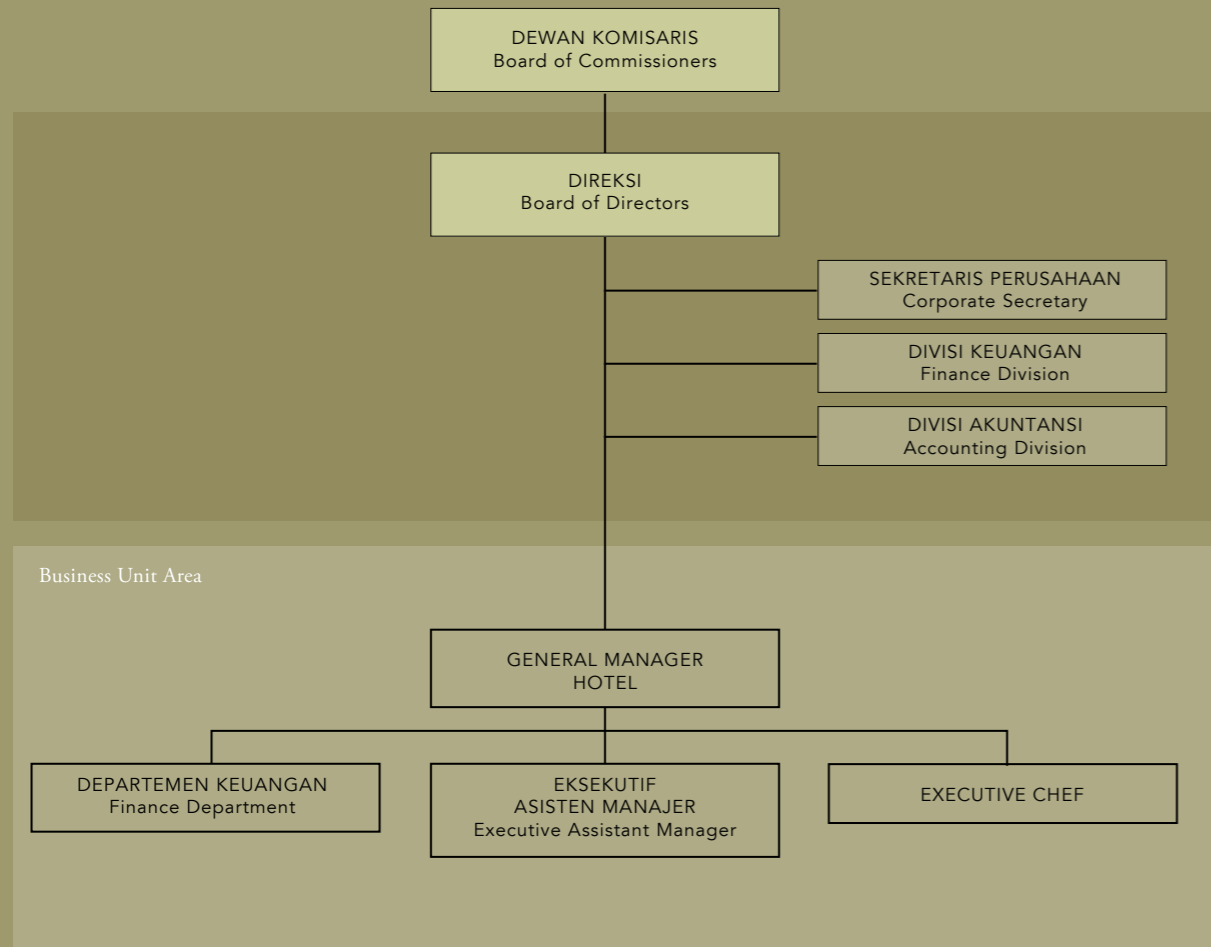 DEWAN KOMISARIS
Board of Commissioners
DIREKSI
Board of Directors
SEKRETARIS PERUSAHAAN
Corporate Secretary
DIVISI KEUANGAN
Finance Division
DIVISI AKUNTANSI
Accounting Division
Business Unit Area
GENERAL MANAGER
HOTEL
DEPARTEMEN KEUANGAN
Finance Department
EKSEKUTIF
ASISTEN MANAJER
Executive Assistant Manager
EXECUTIVE CHEF